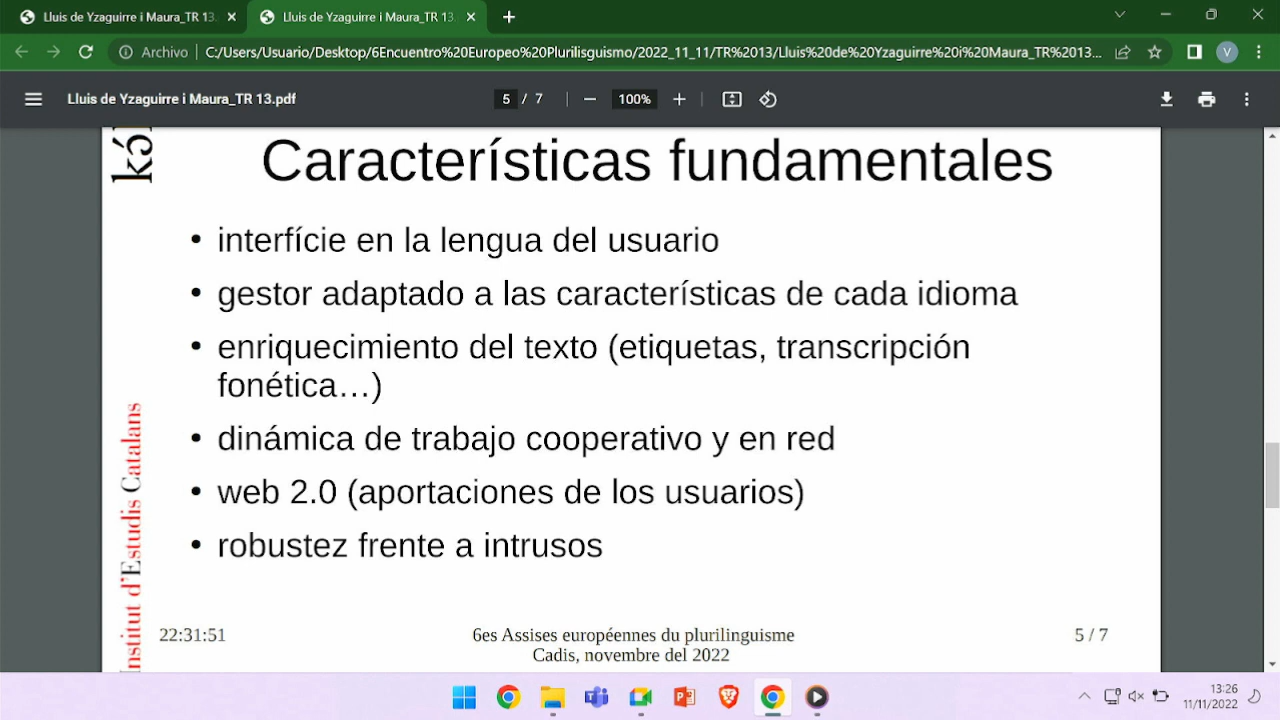 Lluis de Yzaguirre i Maura_TR 13.
Lluis de Yzaguirre i Maura_TR 13.
Archivo
C:/Users/Usuario/Desktop/6Encuentro%20Europeo%20Plurilisguismo/2022_11_11/TR%2013/Lluis%20de%20Yzaguirre%20i%20Maura_TR%2013...
V
Lluis de Yzaguirre i Maura_TR 13.pdf
5 / 7
100%
Características fundamentales
• interfície en la lengua del usuario
• gestor adaptado a las características de cada idioma
• enriquecimiento del texto (etiquetas, transcripción
fonética…)
• dinámica de trabajo cooperativo y en red
• web 2.0 (aportaciones de los usuarios)
• robustez frente a intrusos
nstitut d'Estudis Catalans
22:31:51
6es Assises européennes du plurilinguisme
Cadis, novembre del 2022
5 / 7
13:26
11/11/2022